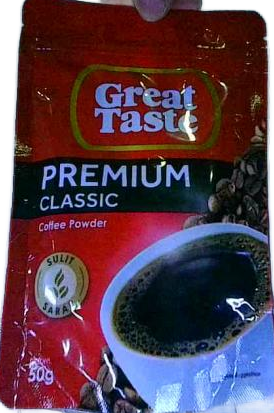 Great
Taste
PREMIUM
CLASSIC
Coffee Powder
SULIT
SARAP
50g